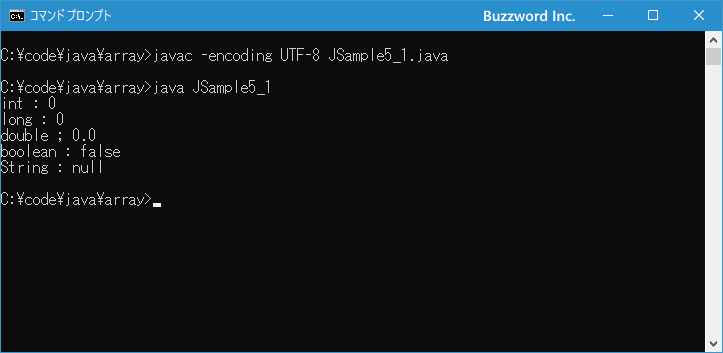 コマンドプロンプト
Buzzword Inc.
C:¥code¥java¥array>javac -encoding UTF-8 JSample5_1.java
C:¥code¥java¥array>java JSample5_1
int : 0
long : 0
double ; 0.0
boolean : false
String : null
C:¥code¥java¥array>